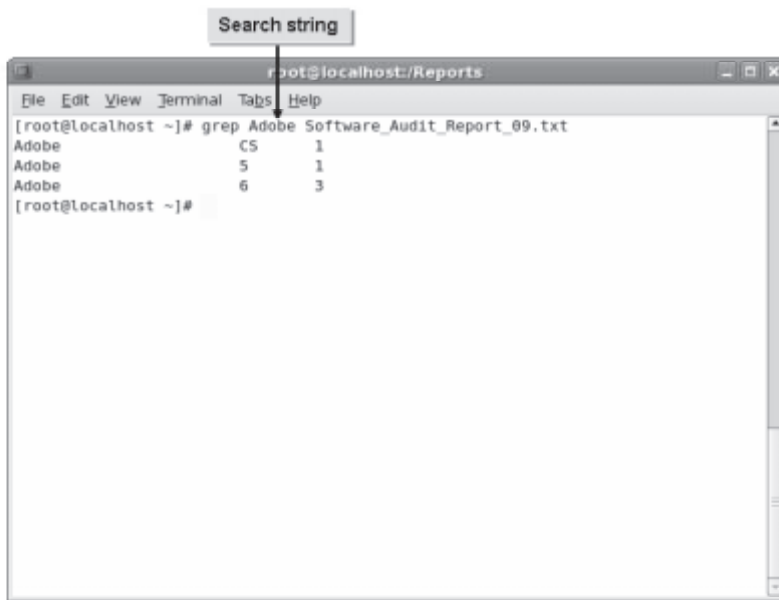 Search string
root@localhost:/Reports
File Edit View Terminal Tabs Help
[root@localhost ~]# grep Adobe Software_Audit_Report_09.txt
Adobe CS 1
Adobe 5 1
Adobe 6 3
[root@localhost ~]#